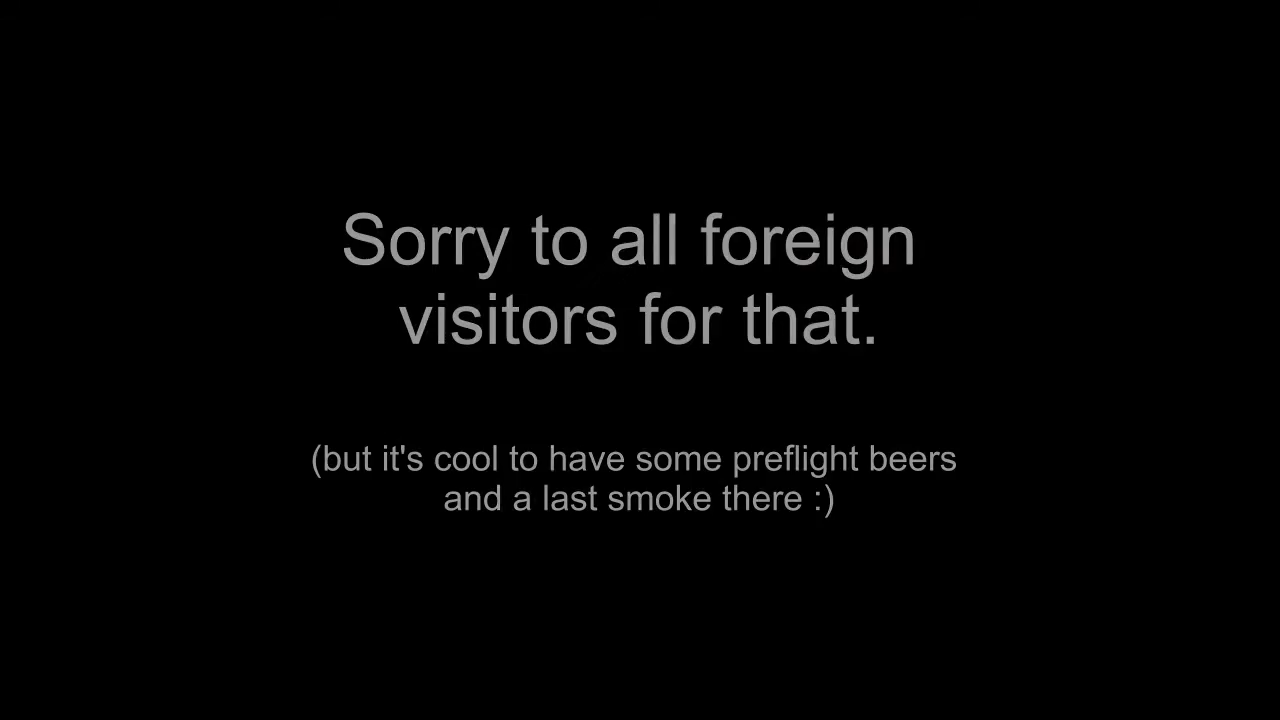 Sorry to all foreign
visitors for that.
(but it's cool to have some preflight beers
and a last smoke there :)